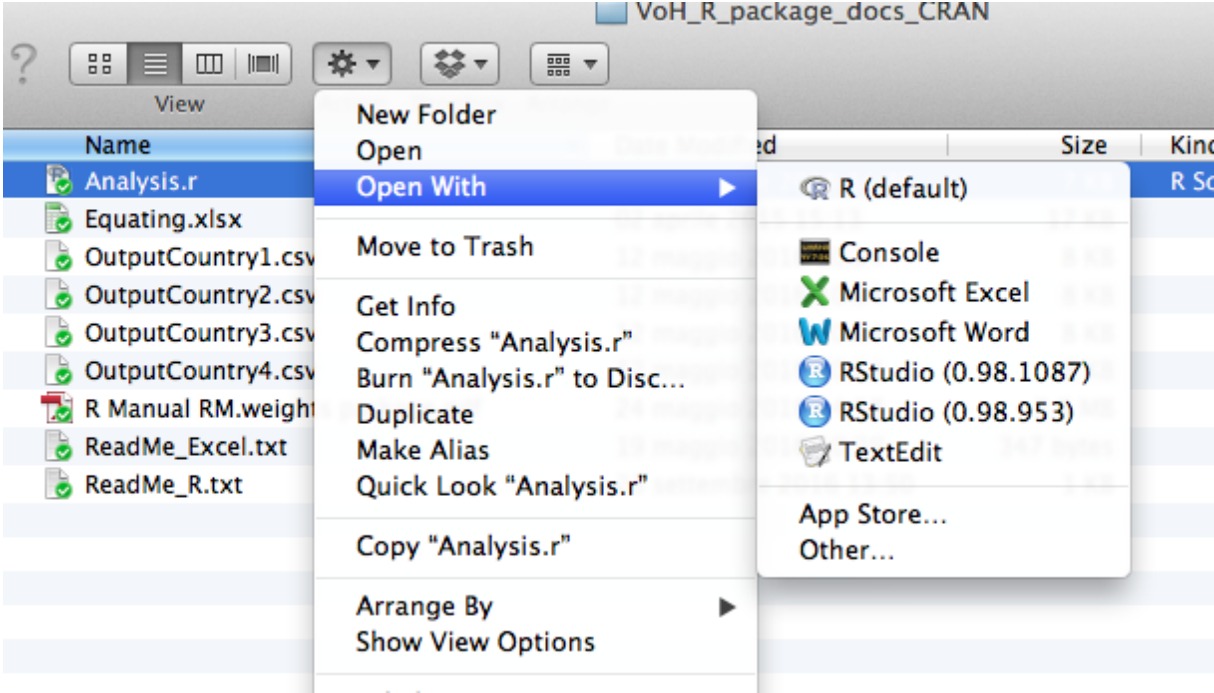 VoH_R_package_docs_CRAN
?
View
Name
Size
Kind
Analysis.r
R Sc
Equating.xlsx
OutputCountry1.csv
OutputCountry2.csv
OutputCountry3.csv
OutputCountry4.csv
R Manual RM.weights
ReadMe_Excel.txt
ReadMe_R.txt
New Folder
Open
Open With
Move to Trash
Get Info
Compress “Analysis.r”
Burn “Analysis.r” to Disc...
Duplicate
Make Alias
Quick Look “Analysis.r”
Copy “Analysis.r”
Arrange By
Show View Options
R (default)
Console
Microsoft Excel
Microsoft Word
RStudio (0.98.1087)
RStudio (0.98.953)
TextEdit
App Store...
Other...